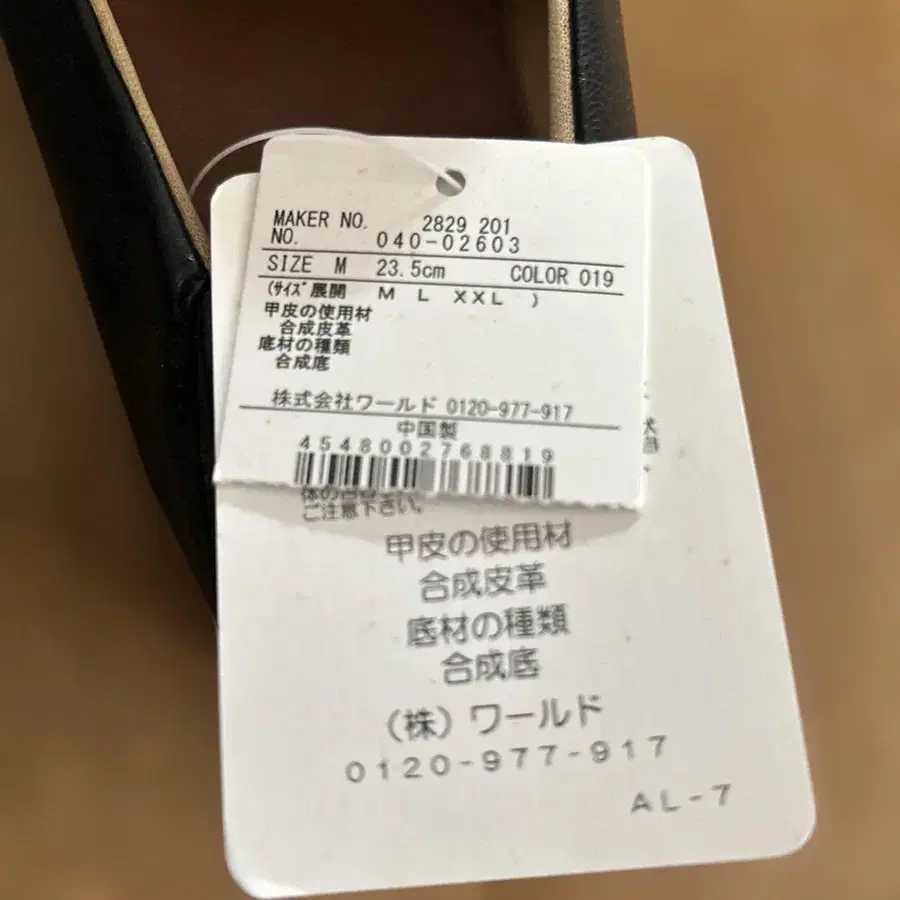 MAKER NO. 2829 201
NO. 040-02603
SIZE M 23.5cm COLOR 019
(ｻｲｽﾞ展開 M L XXL )
甲皮の使用材
合成皮革
底材の種類
合成底
株式会社ワールド 0120-977-917
中国製
4548002768819
ご注意下さい。
甲皮の使用材
合成皮革
底材の種類
合成底
(株)ワールド
0120-977-917
AL-7